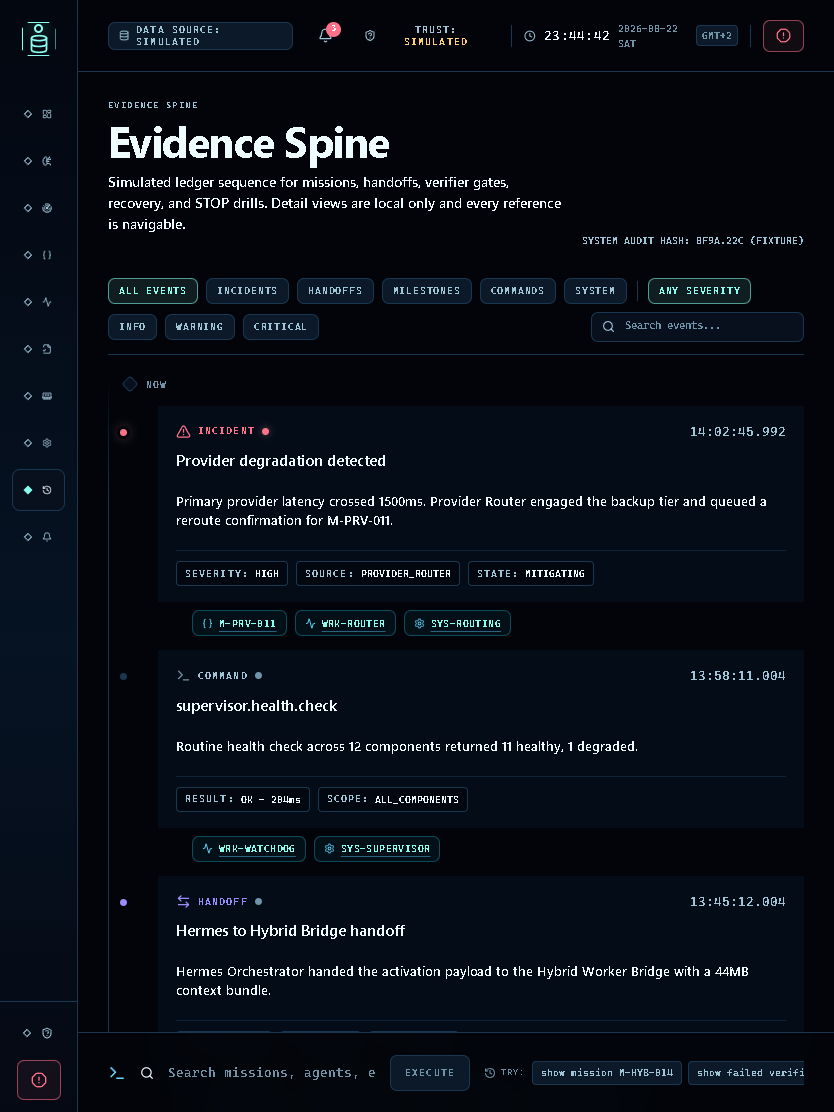 DATA SOURCE:
SIMULATED
3
TRUST:
SIMULATED
23:44:42
2026-08-22
SAT
GMT+2
EVIDENCE SPINE
Evidence Spine
Simulated ledger sequence for missions, handoffs, verifier gates,
recovery, and STOP drills. Detail views are local only and every reference
is navigable.
SYSTEM AUDIT HASH: 8F9A.22C (FIXTURE)
ALL EVENTS
INCIDENTS
HANDOFFS
MILESTONES
COMMANDS
SYSTEM
ANY SEVERITY
INFO
WARNING
CRITICAL
Search events...
NOW
INCIDENT
14:02:45.992
Provider degradation detected
Primary provider latency crossed 1500ms. Provider Router engaged the backup tier and queued a
reroute confirmation for M-PRV-011.
SEVERITY: HIGH
SOURCE: PROVIDER_ROUTER
STATE: MITIGATING
M-PRV-011
WRK-ROUTER
SYS-ROUTING
COMMAND
13:58:11.004
supervisor.health.check
Routine health check across 12 components returned 11 healthy, 1 degraded.
RESULT: OK - 204ms
SCOPE: ALL_COMPONENTS
WRK-WATCHDOG
SYS-SUPERVISOR
HANDOFF
13:45:12.004
Hermes to Hybrid Bridge handoff
Hermes Orchestrator handed the activation payload to the Hybrid Worker Bridge with a 44MB
context bundle.
Search missions, agents, e
EXECUTE
TRY:
show mission M-HYB-014
show failed verifi